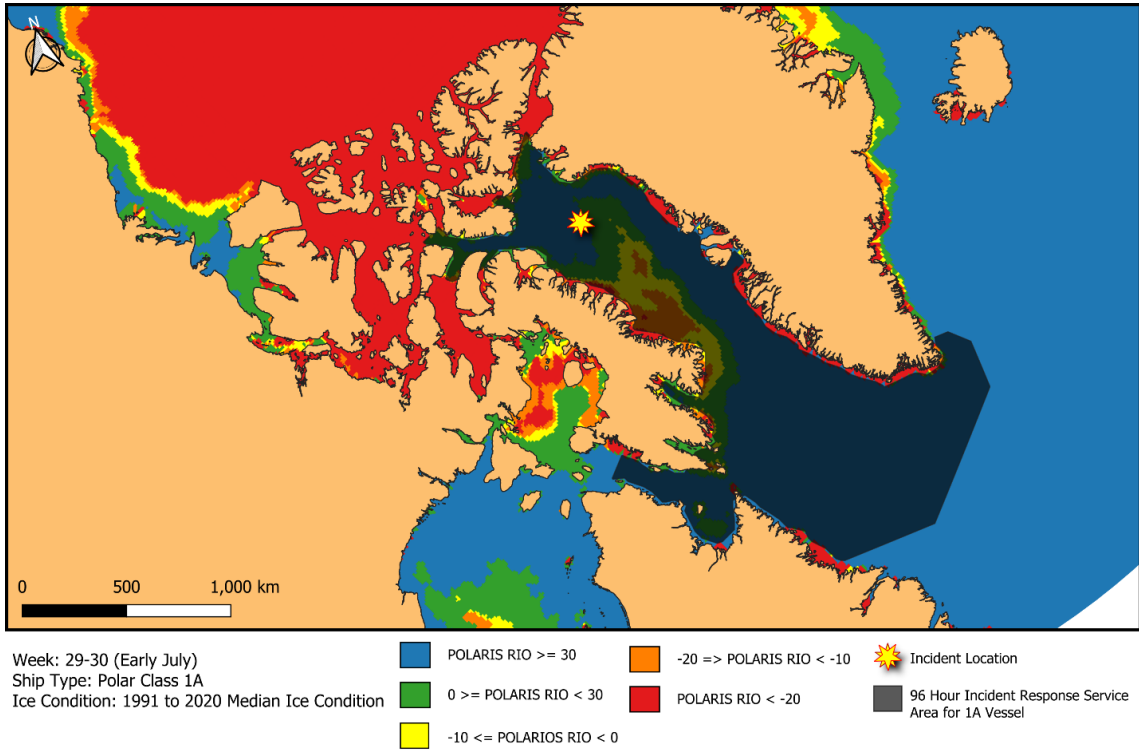 N
0 500 1,000 km
Week: 29-30 (Early July)
Ship Type: Polar Class 1A
Ice Condition: 1991 to 2020 Median Ice Condition
POLARIS RIO >= 30
0 >= POLARIS RIO < 30
-10 <= POLARIOS RIO < 0
-20 => POLARIS RIO < -10
POLARIS RIO < -20
Incident Location
96 Hour Incident Response Service
Area for 1A Vessel